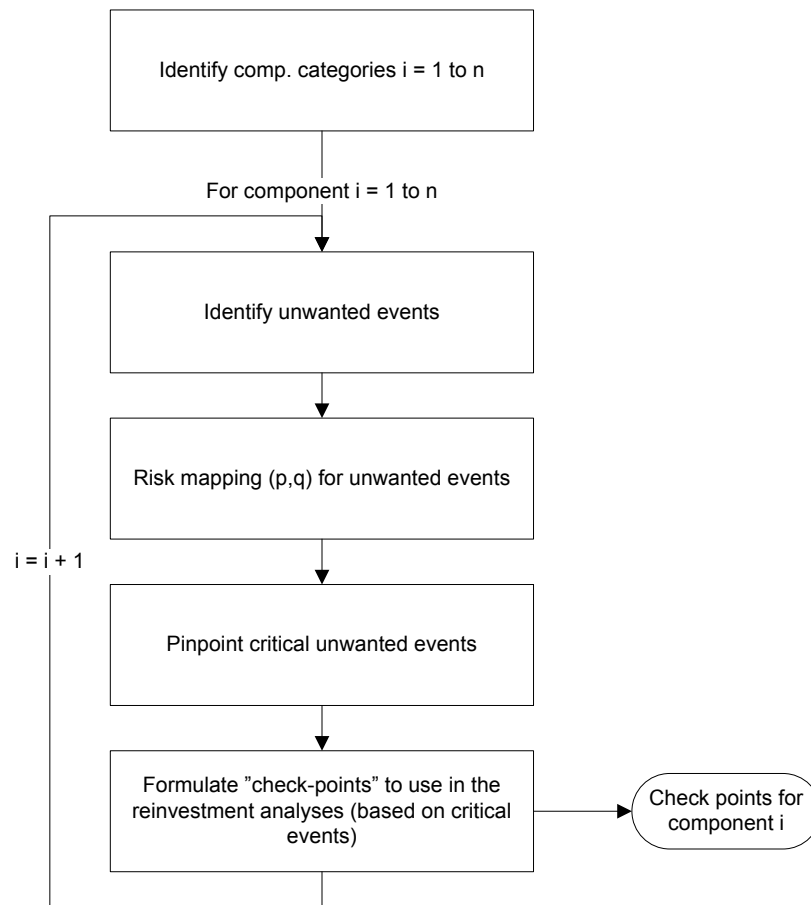 Identify comp. categories i = 1 to n
For component i = 1 to n
Identify unwanted events
Risk mapping (p,q) for unwanted events
i = i + 1
Pinpoint critical unwanted events
Formulate ”check-points” to use in the
reinvestment analyses (based on critical
events)
Check points for
component i